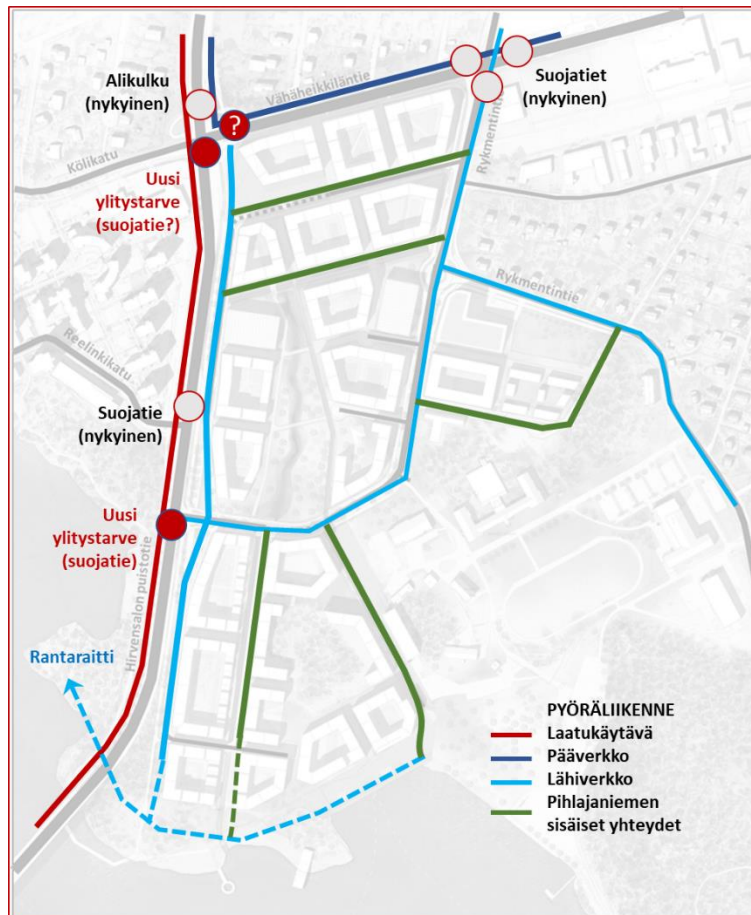 Alikulku
(nykyinen)
Vähäheikkiläntie
Suojatiet
(nykyinen)
?
Kölikatu
Rykmentintie
Uusi
ylitystarve
(suojatie?)
Rykmentintie
Reelinkikatu
Suojatie
(nykyinen)
Uusi
ylitystarve
(suojatie)
Hirvensalon puistotie
Rantaraitti
PYÖRÄLIIKENNE
Laatukäytävä
Pääverkko
Lähiverkko
Pihlajaniemen
sisäiset yhteydet